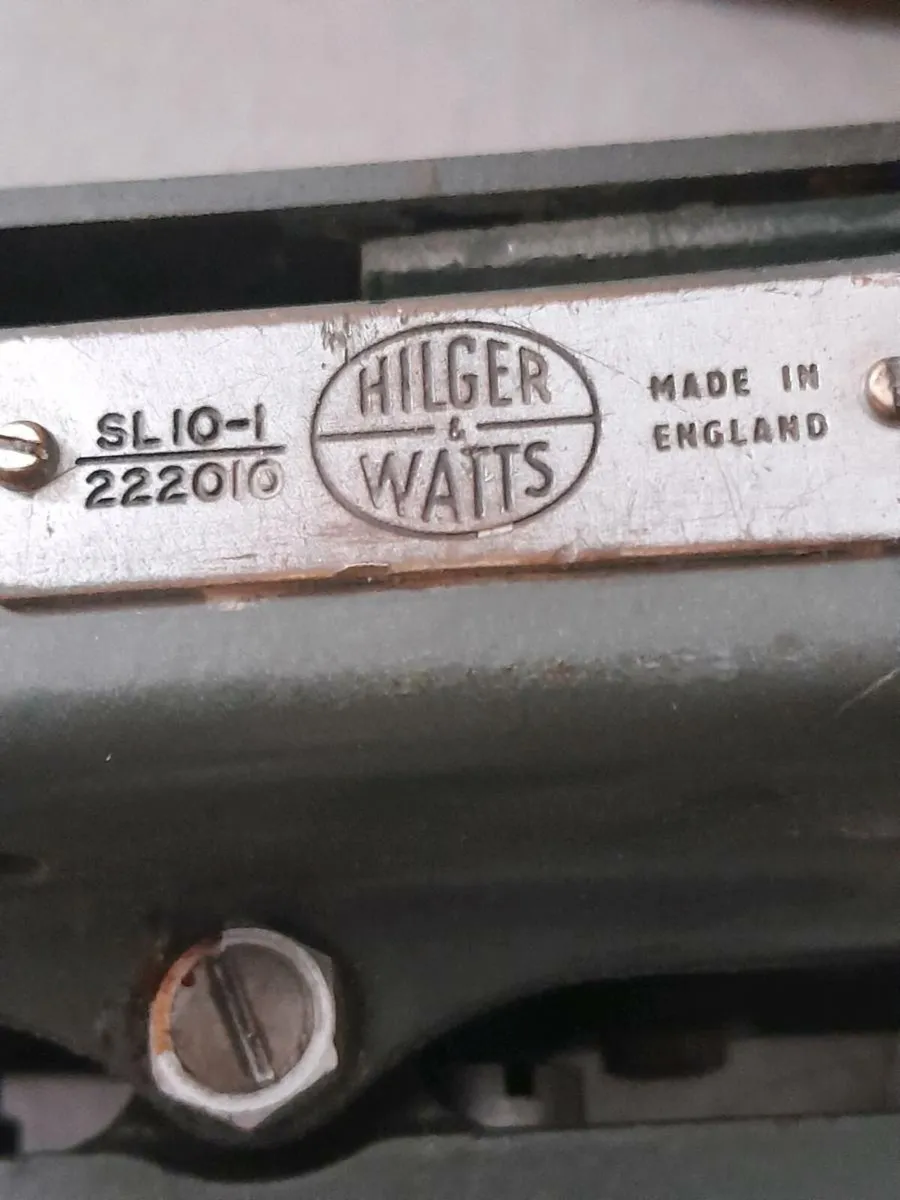 SL10-1
222010
HILGER
&
WATTS
MADE IN
ENGLAND